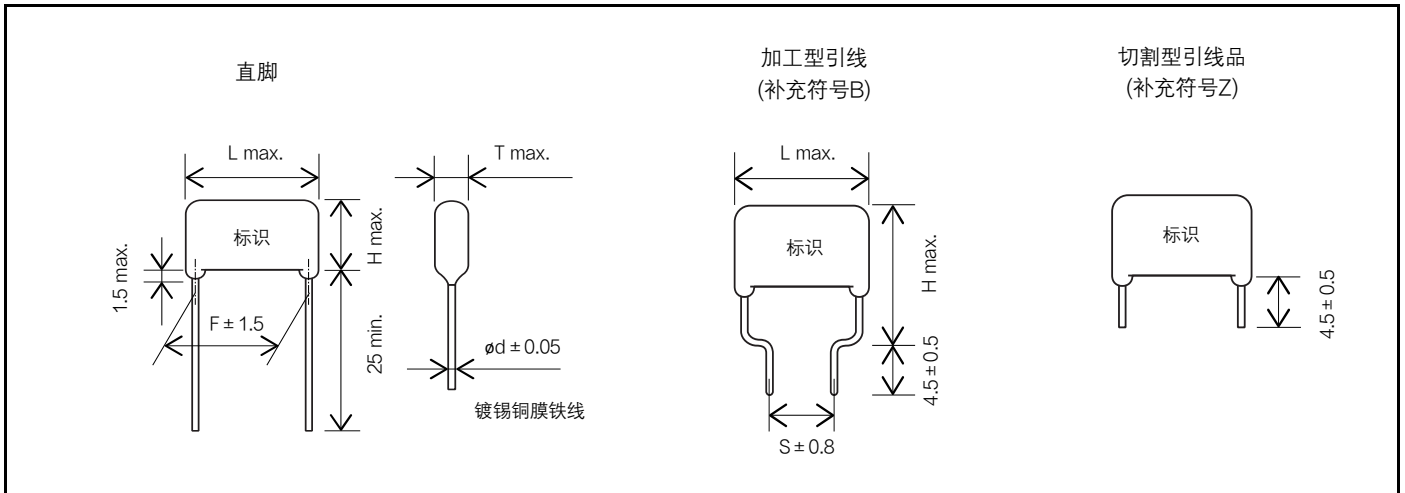 直脚
加工型引线
(补充符号B)
切割型引线品
(补充符号Z)
L max.
T max.
L max.
标识
H max.
1.5 max.
F ± 1.5
25 min.
ød ± 0.05
镀锡铜膜铁线
标识
H max.
4.5 ± 0.5
S ± 0.8
标识
4.5 ± 0.5